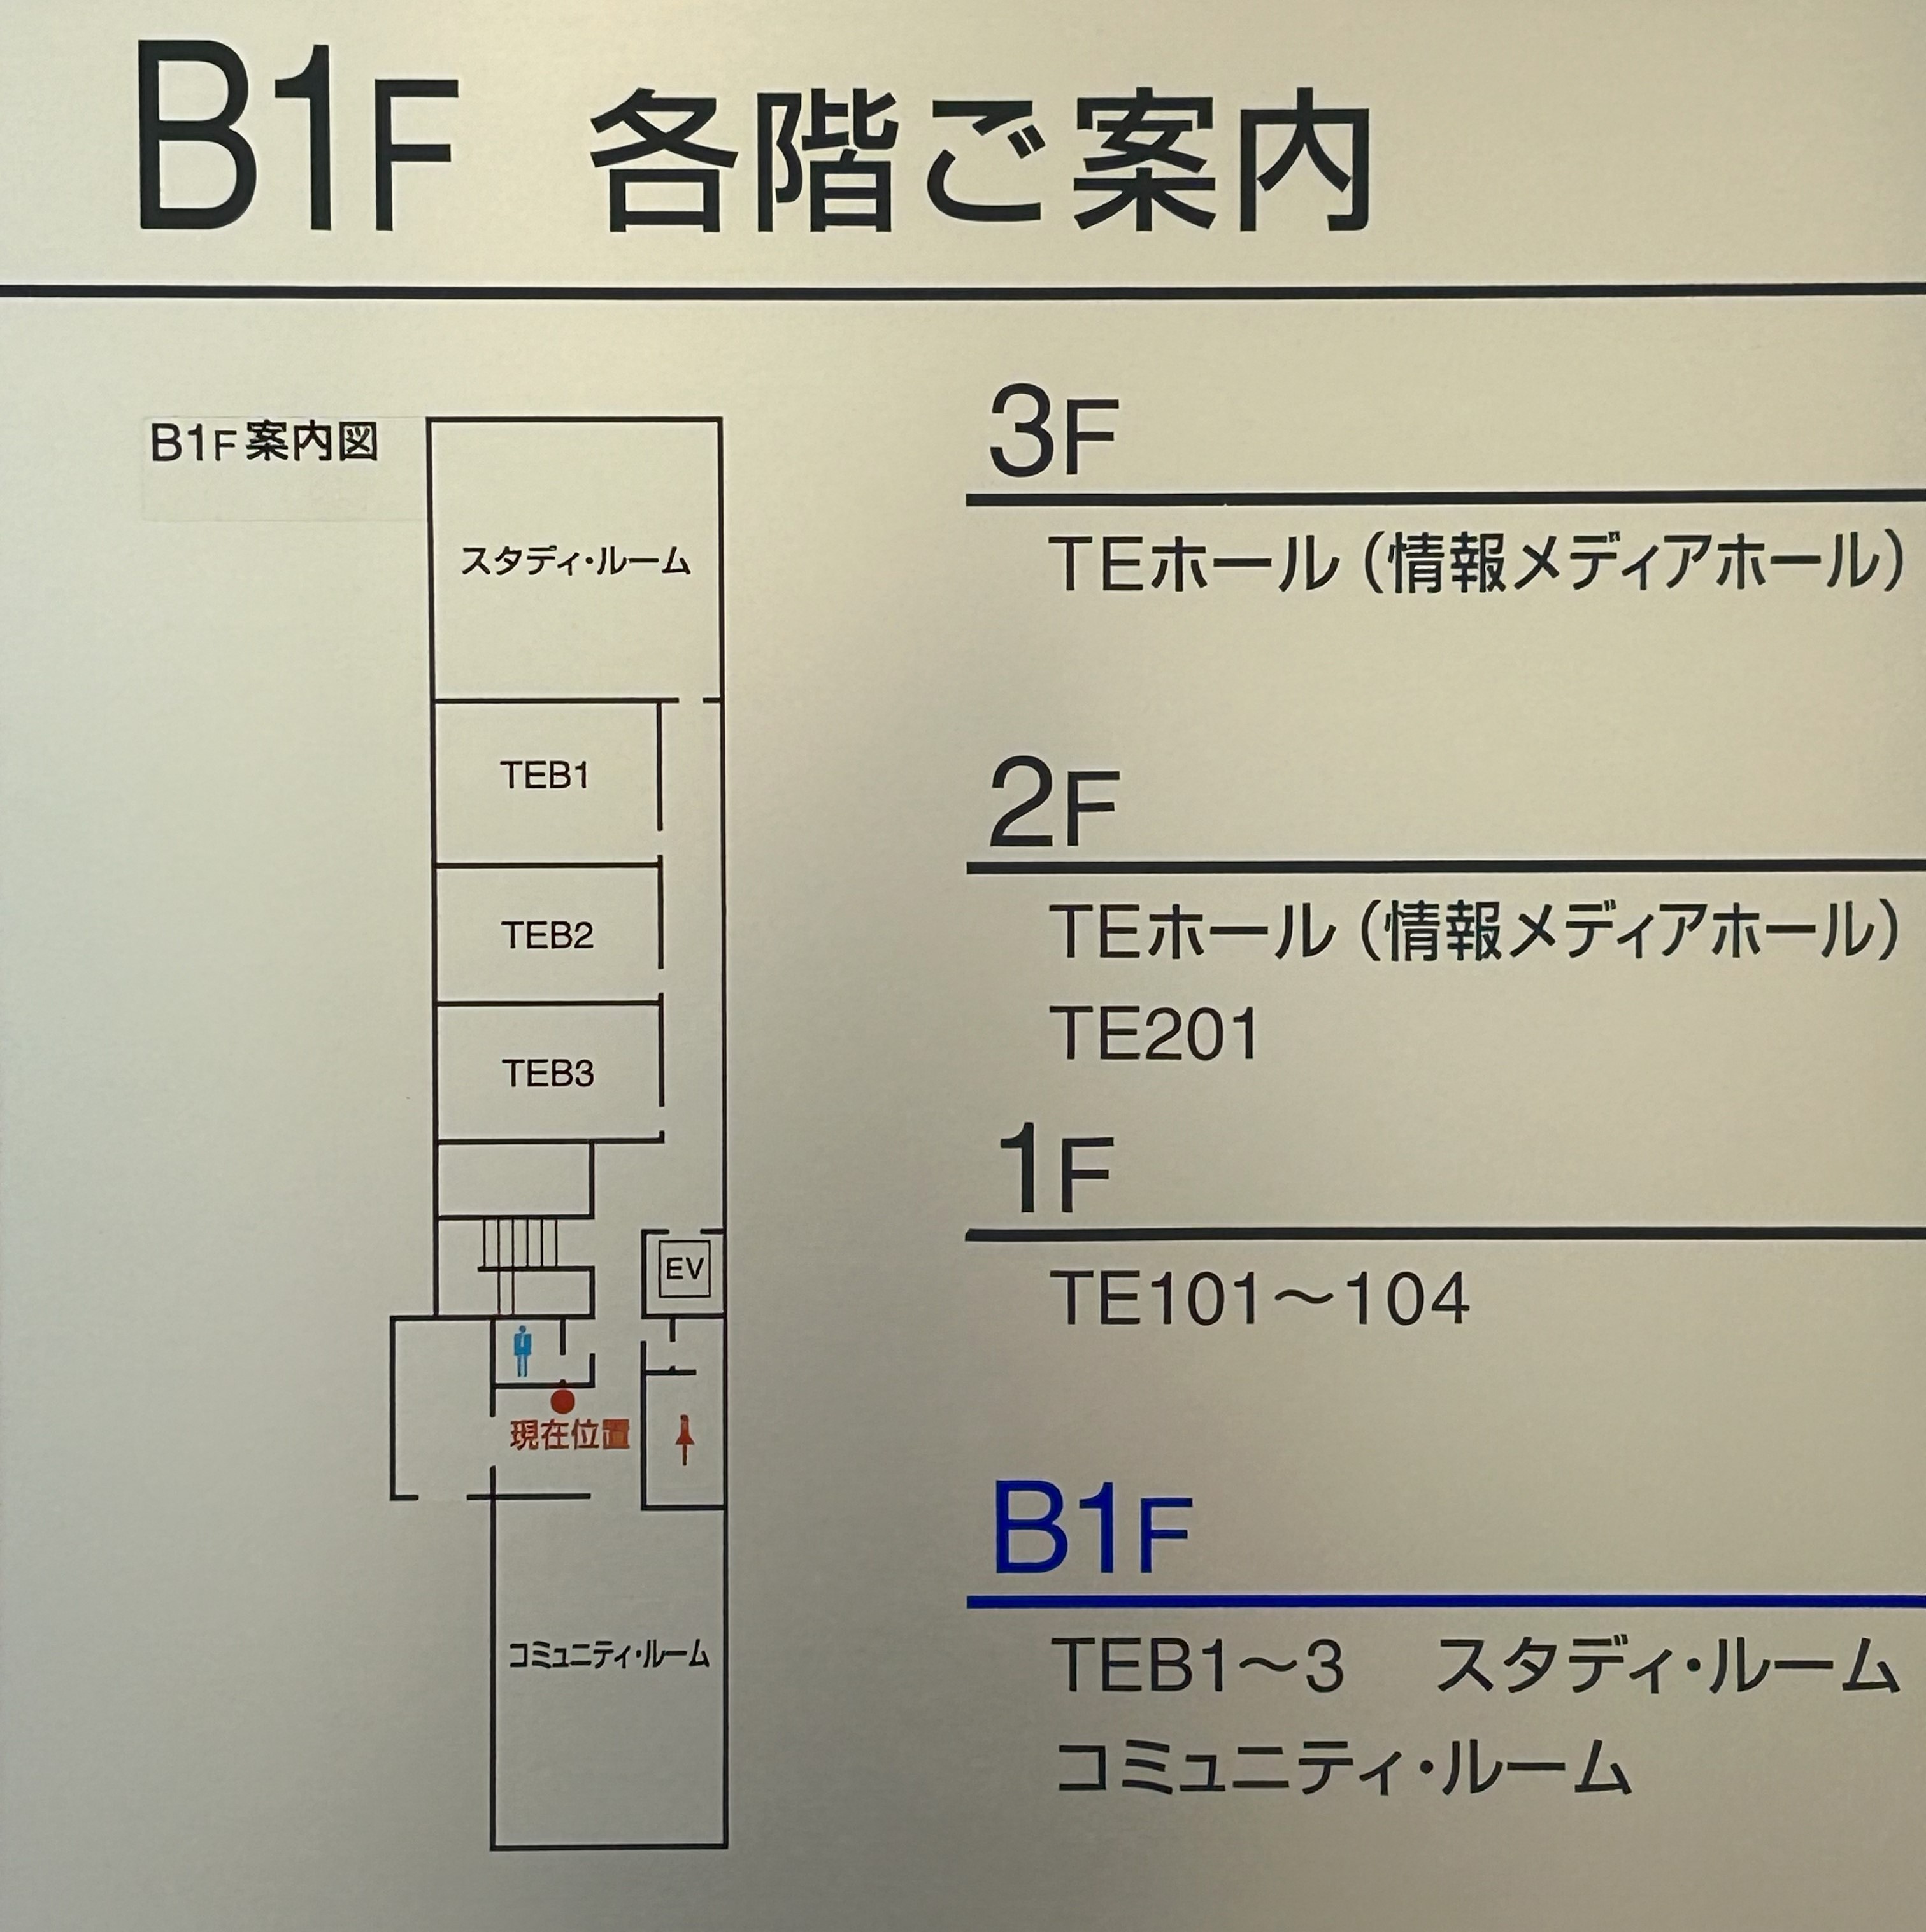 B1F 各階ご案内
B1F案内図
スタディ・ルーム
TEB1
TEB2
TEB3
EV
現在位置
コミュニティ・ルーム
3F
TEホール（情報メディアホール）
2F
TEホール（情報メディアホール）
TE201
1F
TE101～104
B1F
TEB1～3 スタディ・ルーム
コミュニティ・ルーム